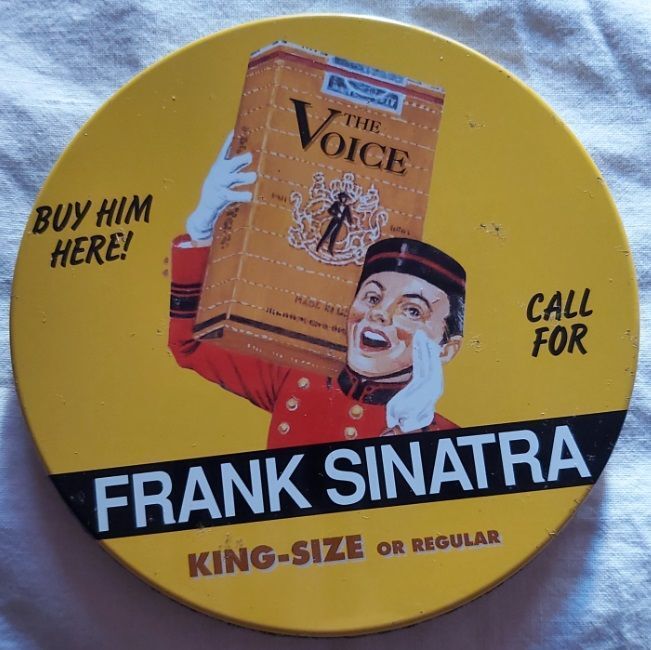 THE
VOICE
BUY HIM
HERE!
CALL
FOR
FRANK SINATRA
KING-SIZE OR REGULAR